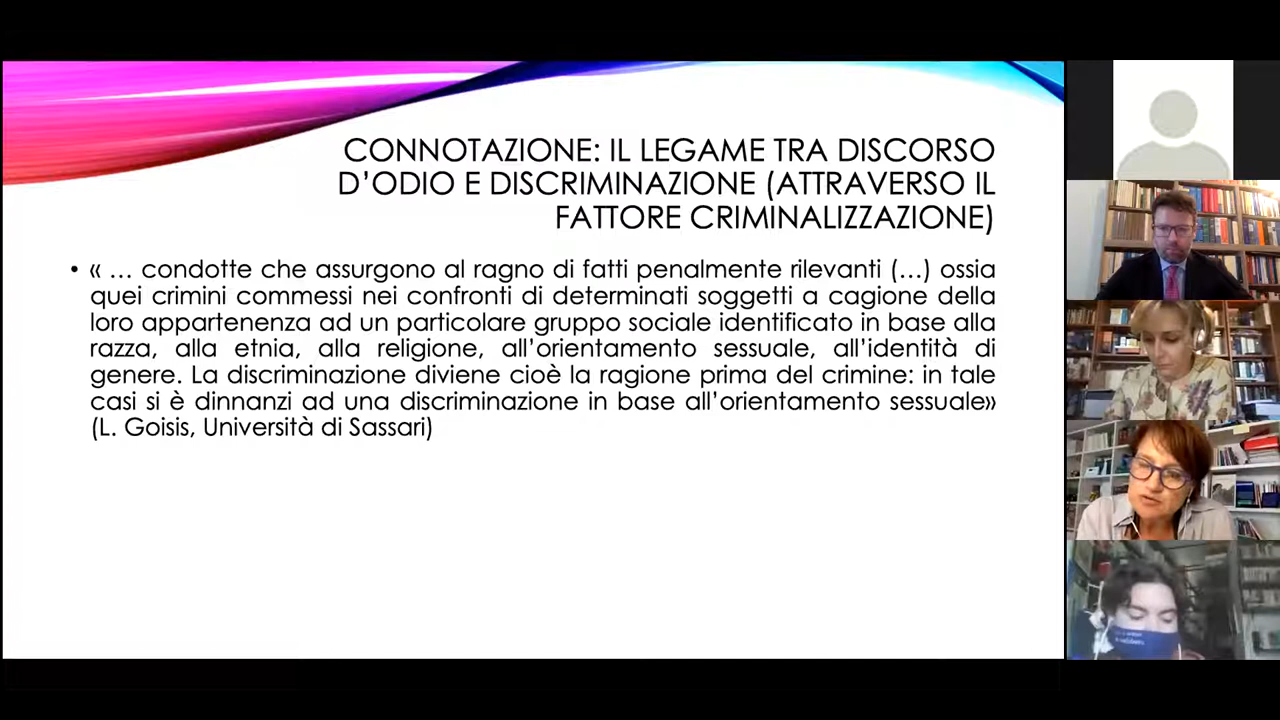 CONNOTAZIONE: IL LEGAME TRA DISCORSO
D’ODIO E DISCRIMINAZIONE (ATTRAVERSO IL
FATTORE CRIMINALIZZAZIONE)
• « … condotte che assurgono al ragno di fatti penalmente rilevanti (…) ossia
quei crimini commessi nei confronti di determinati soggetti a cagione della
loro appartenenza ad un particolare gruppo sociale identificato in base alla
razza, alla etnia, alla religione, all’orientamento sessuale, all’identità di
genere. La discriminazione diviene cioè la ragione prima del crimine: in tale
casi si è dinnanzi ad una discriminazione in base all’orientamento sessuale»
(L. Goisis, Università di Sassari)